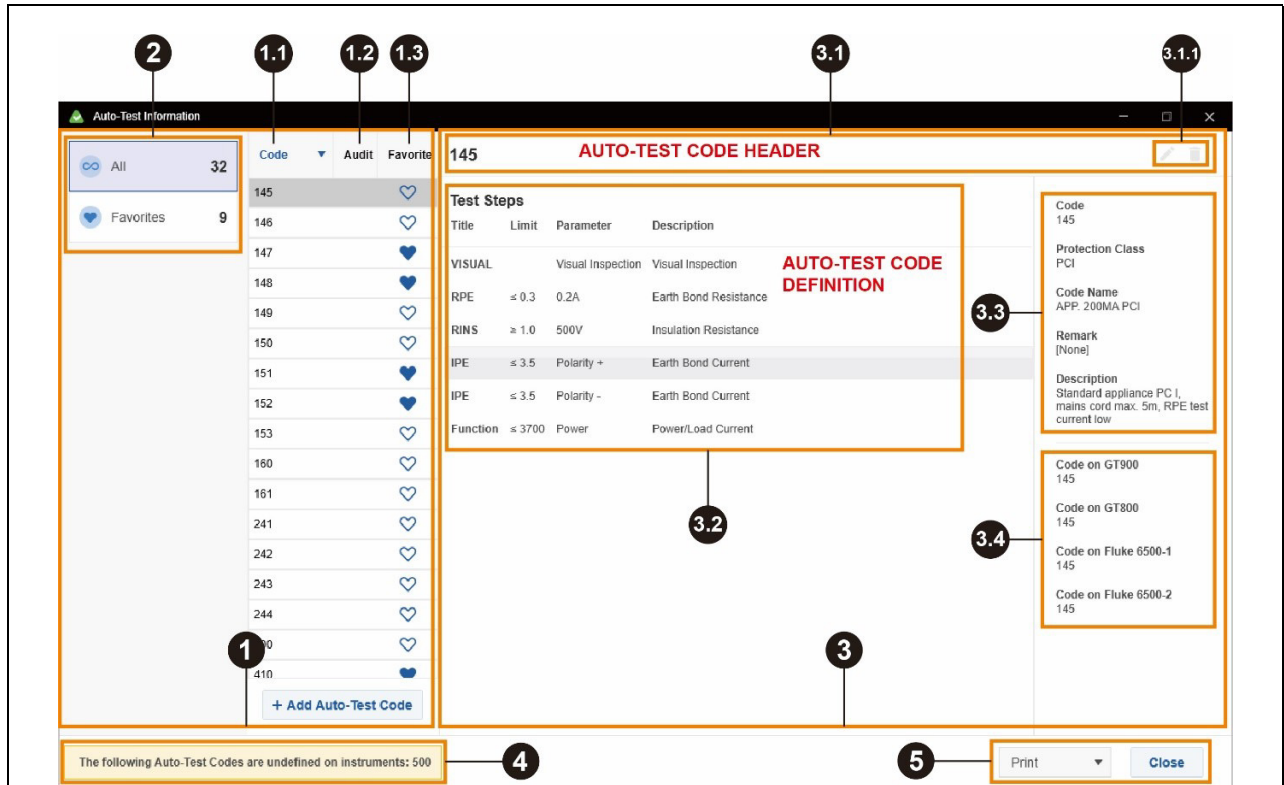 2
1.1
1.2
1.3
3.1
3.1.1
Auto-Test Information
All 32
Favorites 9
Code Audit Favorite
145
146
147
148
149
150
151
152
153
160
161
241
242
243
244
410
+ Add Auto-Test Code
1
145 AUTO-TEST CODE HEADER
Test Steps
Title Limit Parameter Description
VISUAL Visual Inspection Visual Inspection
RPE ≤ 0.3 0.2A Earth Bond Resistance
RINS ≥ 1.0 500V Insulation Resistance
IPE ≤ 3.5 Polarity + Earth Bond Current
IPE ≤ 3.5 Polarity - Earth Bond Current
Function ≤ 3700 Power Power/Load Current
AUTO-TEST CODE
DEFINITION
3.2
3
3.3
Code
145
Protection Class
PCI
Code Name
APP. 200MA PCI
Remark
[None]
Description
Standard appliance PC I,
mains cord max. 5m, RPE test
current low
3.4
Code on GT900
145
Code on GT800
145
Code on Fluke 6500-1
145
Code on Fluke 6500-2
145
The following Auto-Test Codes are undefined on instruments: 500
4
5
Print
Close